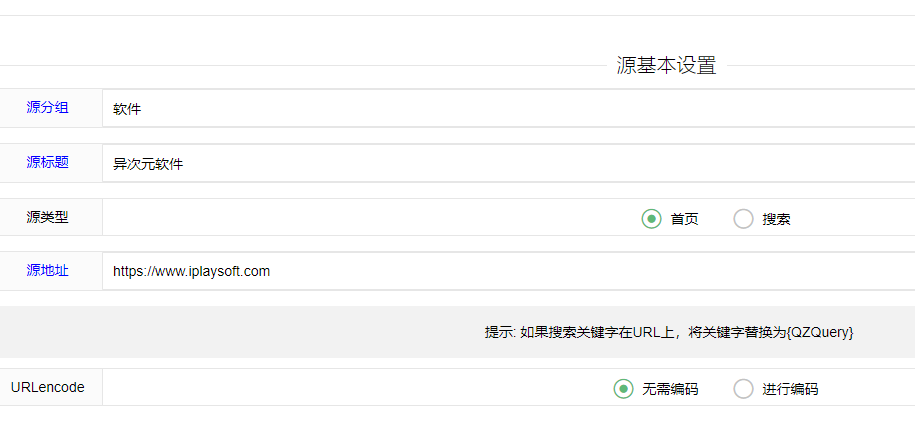 源基本设置
源分组 软件
源标题 异次元软件
源类型 首页 搜索
源地址 https://www.iplaysoft.com
提示: 如果搜索关键字在URL上，将关键字替换为{QZQuery}
URLencode 无需编码 进行编码